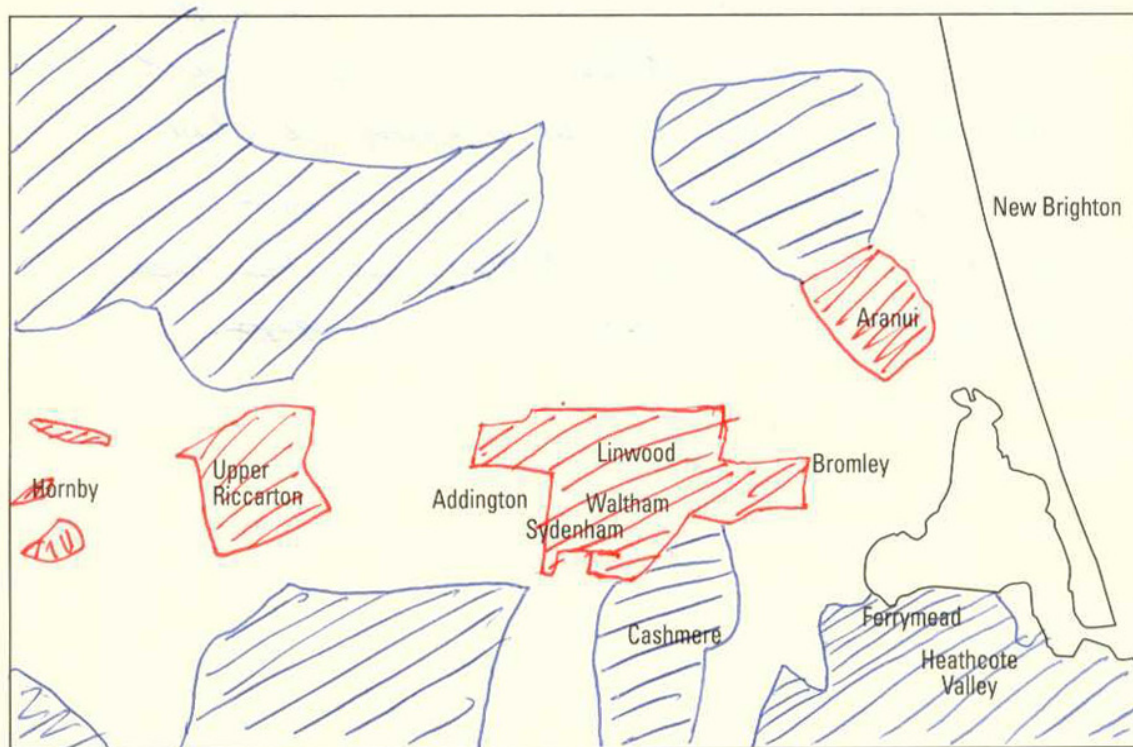 New Brighton
Aranui
Linwood
Bromley
Upper
Riccarton
Hornby
Addington
Waltham
Sydenham
Ferrymead
Cashmere
Heathcote
Valley